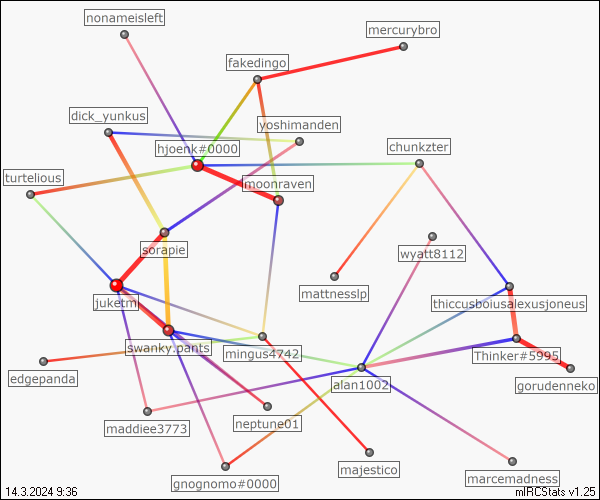 nonameisleft
mercurybro
fakedingo
dick_yunkus
yoshimanden
hjoenk#0000
chunkzter
turtelious
moonraven
sorapie
wyatt8112
juketmj
mattnesslp
thiccusboiusalexusjoneus
swanky.pants
mingus4742
Thinker#5995
edgepanda
alan1002
gorudenneko
maddiee3773
neptune01
gnognomo#0000
majestico
marcemadness
14.3.2024 9:36
mIRCStats v1.25